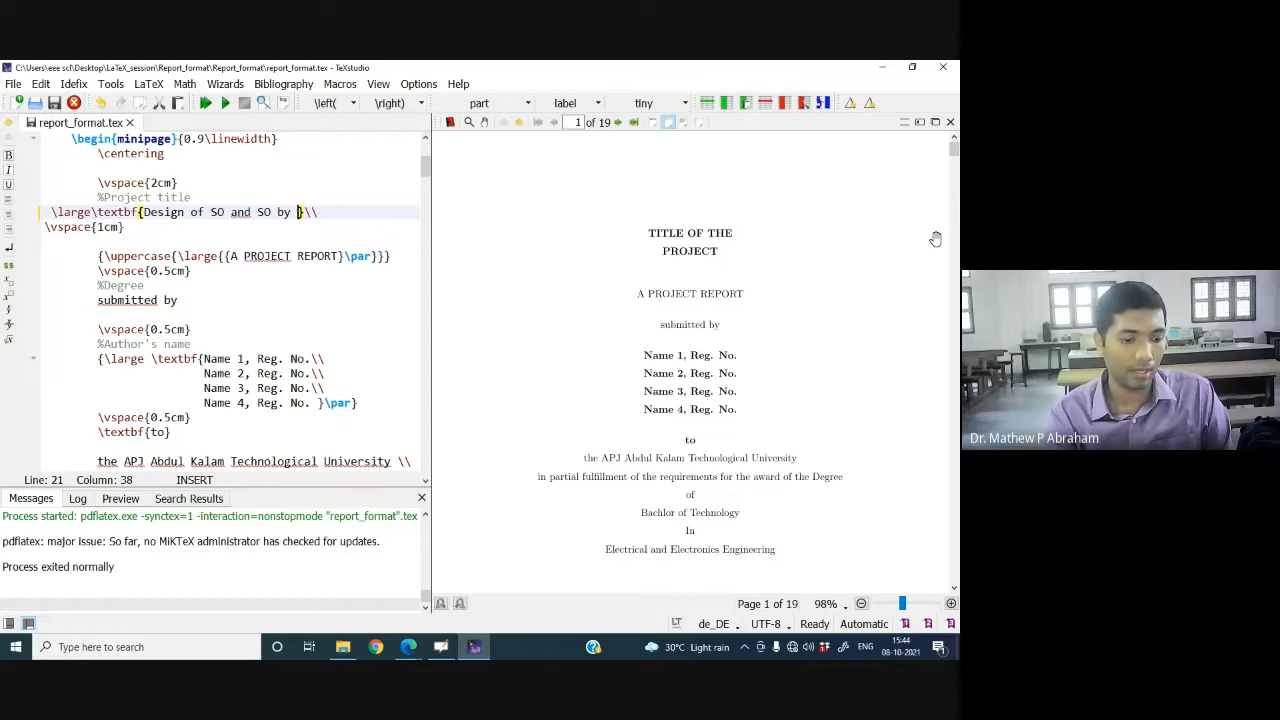 C:\Users\eee scl\Desktop\LaTeX_session\Report_format\Report_format\report_format.tex - TeXstudio
File Edit Idefix Tools LaTeX Math Wizards Bibliography Macros View Options Help
\left( \right) part label tiny
report_format.tex
1 of 19
\begin{minipage}{0.9\linewidth}
\centering
\vspace{2cm}
%Project title
\large\textbf{Design of SO and SO by }\\
\vspace{1cm}
{\uppercase{\large{{A PROJECT REPORT}\par}}}
\vspace{0.5cm}
%Degree
submitted by
\vspace{0.5cm}
%Author's name
{\large \textbf{Name 1, Reg. No.\\
Name 2, Reg. No.\\
Name 3, Reg. No.\\
Name 4, Reg. No. }\par}
\vspace{0.5cm}
\textbf{to}
the APJ Abdul Kalam Technological University \\
Line: 21 Column: 38 INSERT
Messages Log Preview Search Results
Process started: pdflatex.exe -synctex=1 -interaction=nonstopmode "report_format".tex
pdflatex: major issue: So far, no MiKTeX administrator has checked for updates.
Process exited normally
TITLE OF THE
PROJECT
A PROJECT REPORT
submitted by
Name 1, Reg. No.
Name 2, Reg. No.
Name 3, Reg. No.
Name 4, Reg. No.
to
the APJ Abdul Kalam Technological University
in partial fulfillment of the requirements for the award of the Degree
of
Bachlor of Technology
In
Electrical and Electronics Engineering
Page 1 of 19 98%
de_DE UTF-8 Ready Automatic
Type here to search
30°C Light rain ENG 15:44
08-10-2021
Dr. Mathew P Abraham